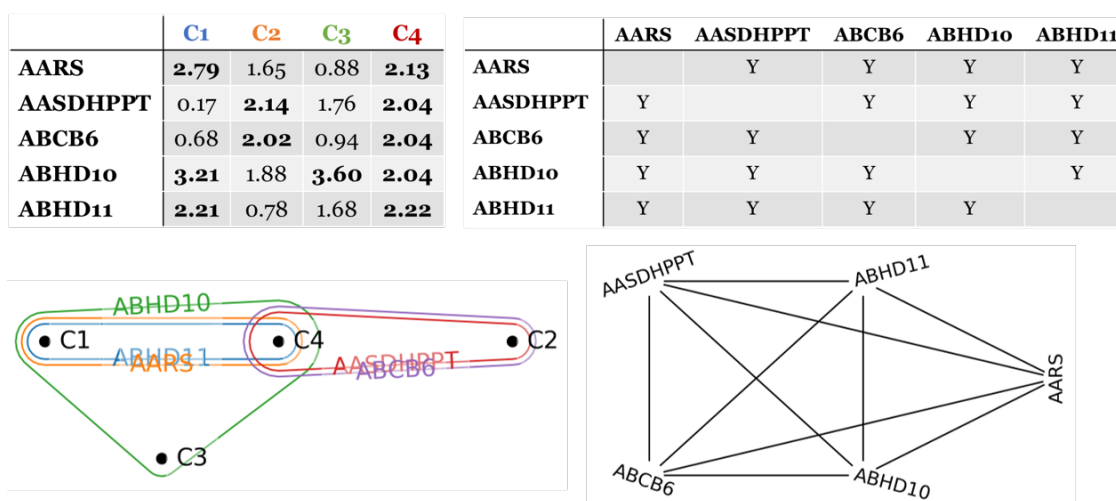 C1 C2 C3 C4
AARS 2.79 1.65 0.88 2.13
AASDHPPT 0.17 2.14 1.76 2.04
ABCB6 0.68 2.02 0.94 2.04
ABHD10 3.21 1.88 3.60 2.04
ABHD11 2.21 0.78 1.68 2.22
AARS AASDHPPT ABCB6 ABHD10 ABHD11
AARS Y Y Y Y
AASDHPPT Y Y Y Y
ABCB6 Y Y Y Y
ABHD10 Y Y Y Y
ABHD11 Y Y Y Y
ABHD10
C1 C4 C2
ABHD11
AARS
AASDHPPT
ABCB6
C3
AASDHPPT
ABHD11
AARS
ABCB6
ABHD10